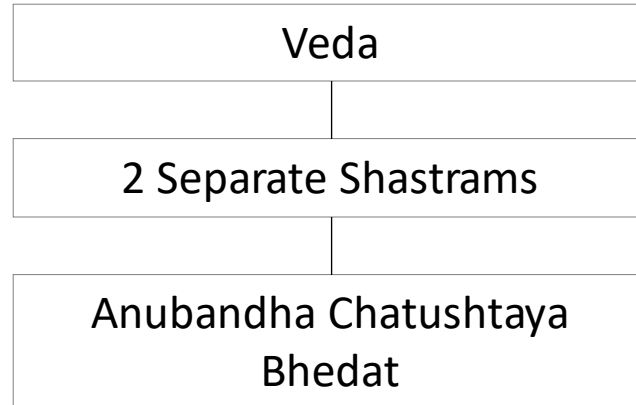 Veda
2 Separate Shastrams
Anubandha Chatushtaya
Bhedat